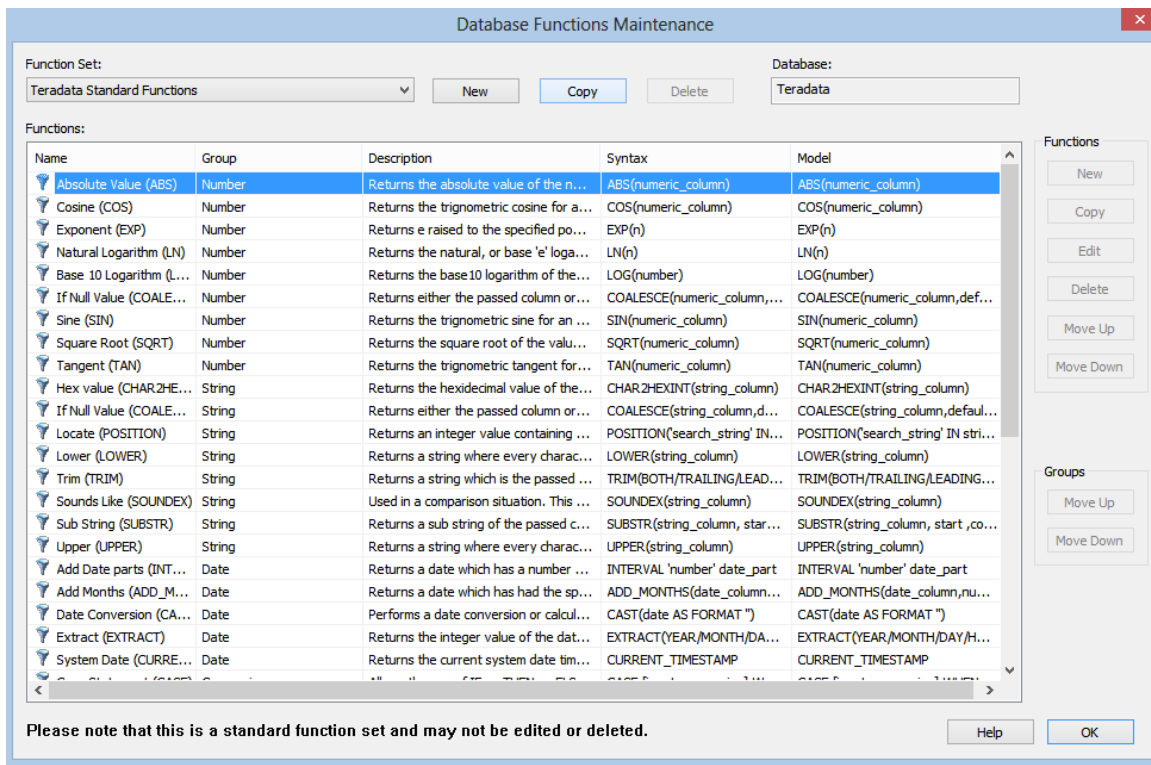 Database Functions Maintenance
Function Set:
Database:
Teradata Standard Functions
New
Copy
Delete
Teradata
Functions:
Functions
Name Group Description Syntax Model
Absolute Value (ABS) Number Returns the absolute value of the n... ABS(numeric_column) ABS(numeric_column)
Cosine (COS) Number Returns the trignometric cosine for a... COS(numeric_column) COS(numeric_column)
Exponent (EXP) Number Returns e raised to the specified po... EXP(n) EXP(n)
Natural Logarithm (LN) Number Returns the natural, or base 'e' loga... LN(n) LN(n)
Base 10 Logarithm (L... Number Returns the base10 logarithm of the... LOG(number) LOG(number)
If Null Value (COALE... Number Returns either the passed column or... COALESCE(numeric_column,... COALESCE(numeric_column,def...
Sine (SIN) Number Returns the trignometric sine for an ... SIN(numeric_column) SIN(numeric_column)
Square Root (SQRT) Number Returns the square root of the valu... SQRT(numeric_column) SQRT(numeric_column)
Tangent (TAN) Number Returns the trignometric tangent for... TAN(numeric_column) TAN(numeric_column)
Hex value (CHAR2HE... String Returns the hexidecimal value of the... CHAR2HEXINT(string_column) CHAR2HEXINT(string_column)
If Null Value (COALE... String Returns either the passed column or... COALESCE(string_column,d... COALESCE(string_column,defaul...
Locate (POSITION) String Returns an integer value containing ... POSITION('search_string' IN... POSITION('search_string' IN stri...
Lower (LOWER) String Returns a string where every charac... LOWER(string_column) LOWER(string_column)
Trim (TRIM) String Returns a string which is the passed ... TRIM(BOTH/TRAILING/LEAD... TRIM(BOTH/TRAILING/LEADING...
Sounds Like (SOUNDEX) String Used in a comparison situation. This ... SOUNDEX(string_column) SOUNDEX(string_column)
Sub String (SUBSTR) String Returns a sub string of the passed c... SUBSTR(string_column, star... SUBSTR(string_column, start ,co...
Upper (UPPER) String Returns a string where every charac... UPPER(string_column) UPPER(string_column)
Add Date parts (INT... Date Returns a date which has a number ... INTERVAL 'number' date_part INTERVAL 'number' date_part
Add Months (ADD_M... Date Returns a date which has had the sp... ADD_MONTHS(date_column... ADD_MONTHS(date_column,nu...
Date Conversion (CA... Date Performs a date conversion or calcul... CAST(date AS FORMAT '') CAST(date AS FORMAT '')
Extract (EXTRACT) Date Returns the integer value of the dat... EXTRACT(YEAR/MONTH/DA... EXTRACT(YEAR/MONTH/DAY/H...
System Date (CURRE... Date Returns the current system date tim... CURRENT_TIMESTAMP CURRENT_TIMESTAMP
New
Copy
Edit
Delete
Move Up
Move Down
Groups
Move Up
Move Down
Please note that this is a standard function set and may not be edited or deleted.
Help
OK